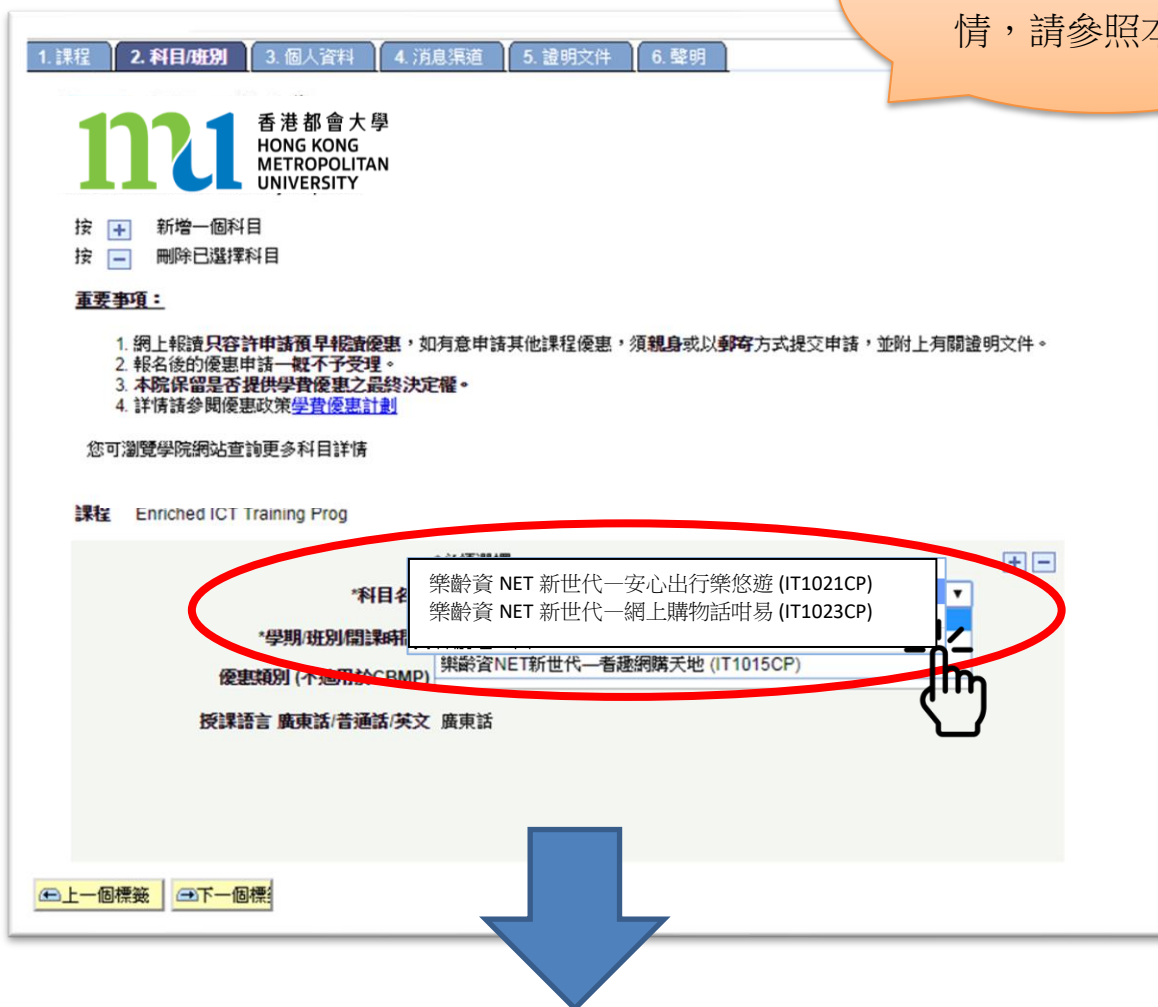 情，請參照本
1. 課程 2. 科目/班別 3. 個人資料 4. 消息渠道 5. 證明文件 6. 聲明
mu
香港都會大學
HONG KONG
METROPOLITAN
UNIVERSITY
按 + 新增一個科目
按 − 刪除已選擇科目
重要事項：
1. 網上報讀只容許申請預早報讀優惠，如有意申請其他課程優惠，須親身或以郵寄方式提交申請，並附上有關證明文件。
2. 報名後的優惠申請一概不予受理。
3. 本院保留是否提供學費優惠之最終決定權。
4. 詳情請參閱優惠政策學費優惠計劃
您可瀏覽學院網站查詢更多科目詳情
課程 Enriched ICT Training Prog
樂齡資 NET 新世代—安心出行樂悠遊 (IT1021CP)
*科目名
樂齡資 NET 新世代—網上購物話咁易 (IT1023CP)
*學期/班別/開課時間
樂齡資NET新世代—耆趣網購天地 (IT1015CP)
優惠類別 (不適用於CBMP)
授課語言 廣東話/普通話/英文 廣東話
上一個標籤 下一個標